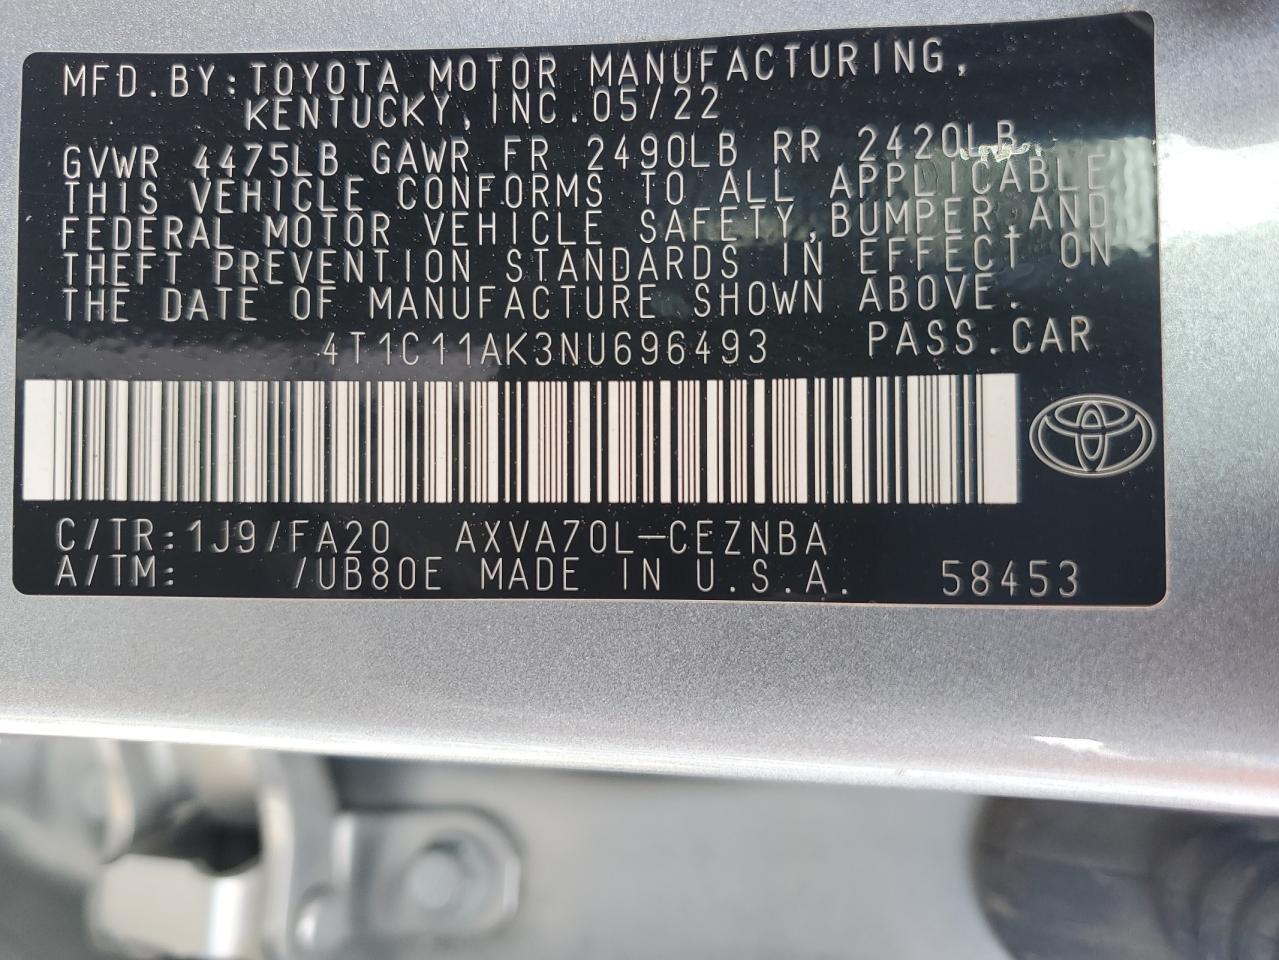 MFD.BY:TOYOTA MOTOR MANUFACTURING,
KENTUCKY,INC.05/22
GVWR 4475LB GAWR FR 2490LB RR 2420LB
THIS VEHICLE CONFORMS TO ALL APPLICABLE
FEDERAL MOTOR VEHICLE SAFETY,BUMPER,AND
THEFT PREVENTION STANDARDS IN EFFECT ON
THE DATE OF MANUFACTURE SHOWN ABOVE.
4T1C11AK3NU696493 PASS.CAR
C/TR:1J9/FA20 AXVA70L-CEZNBA
A/TM: /UB80E MADE IN U.S.A. 58453